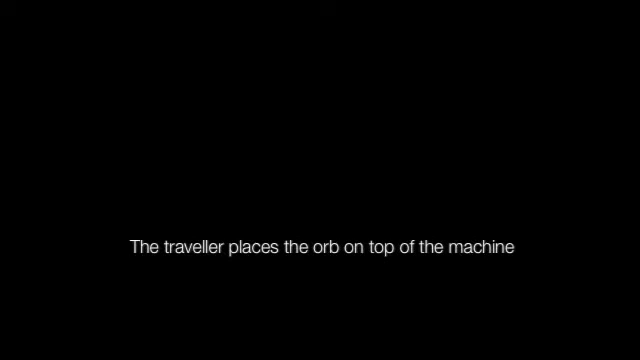 The traveller places the orb on top of the machine